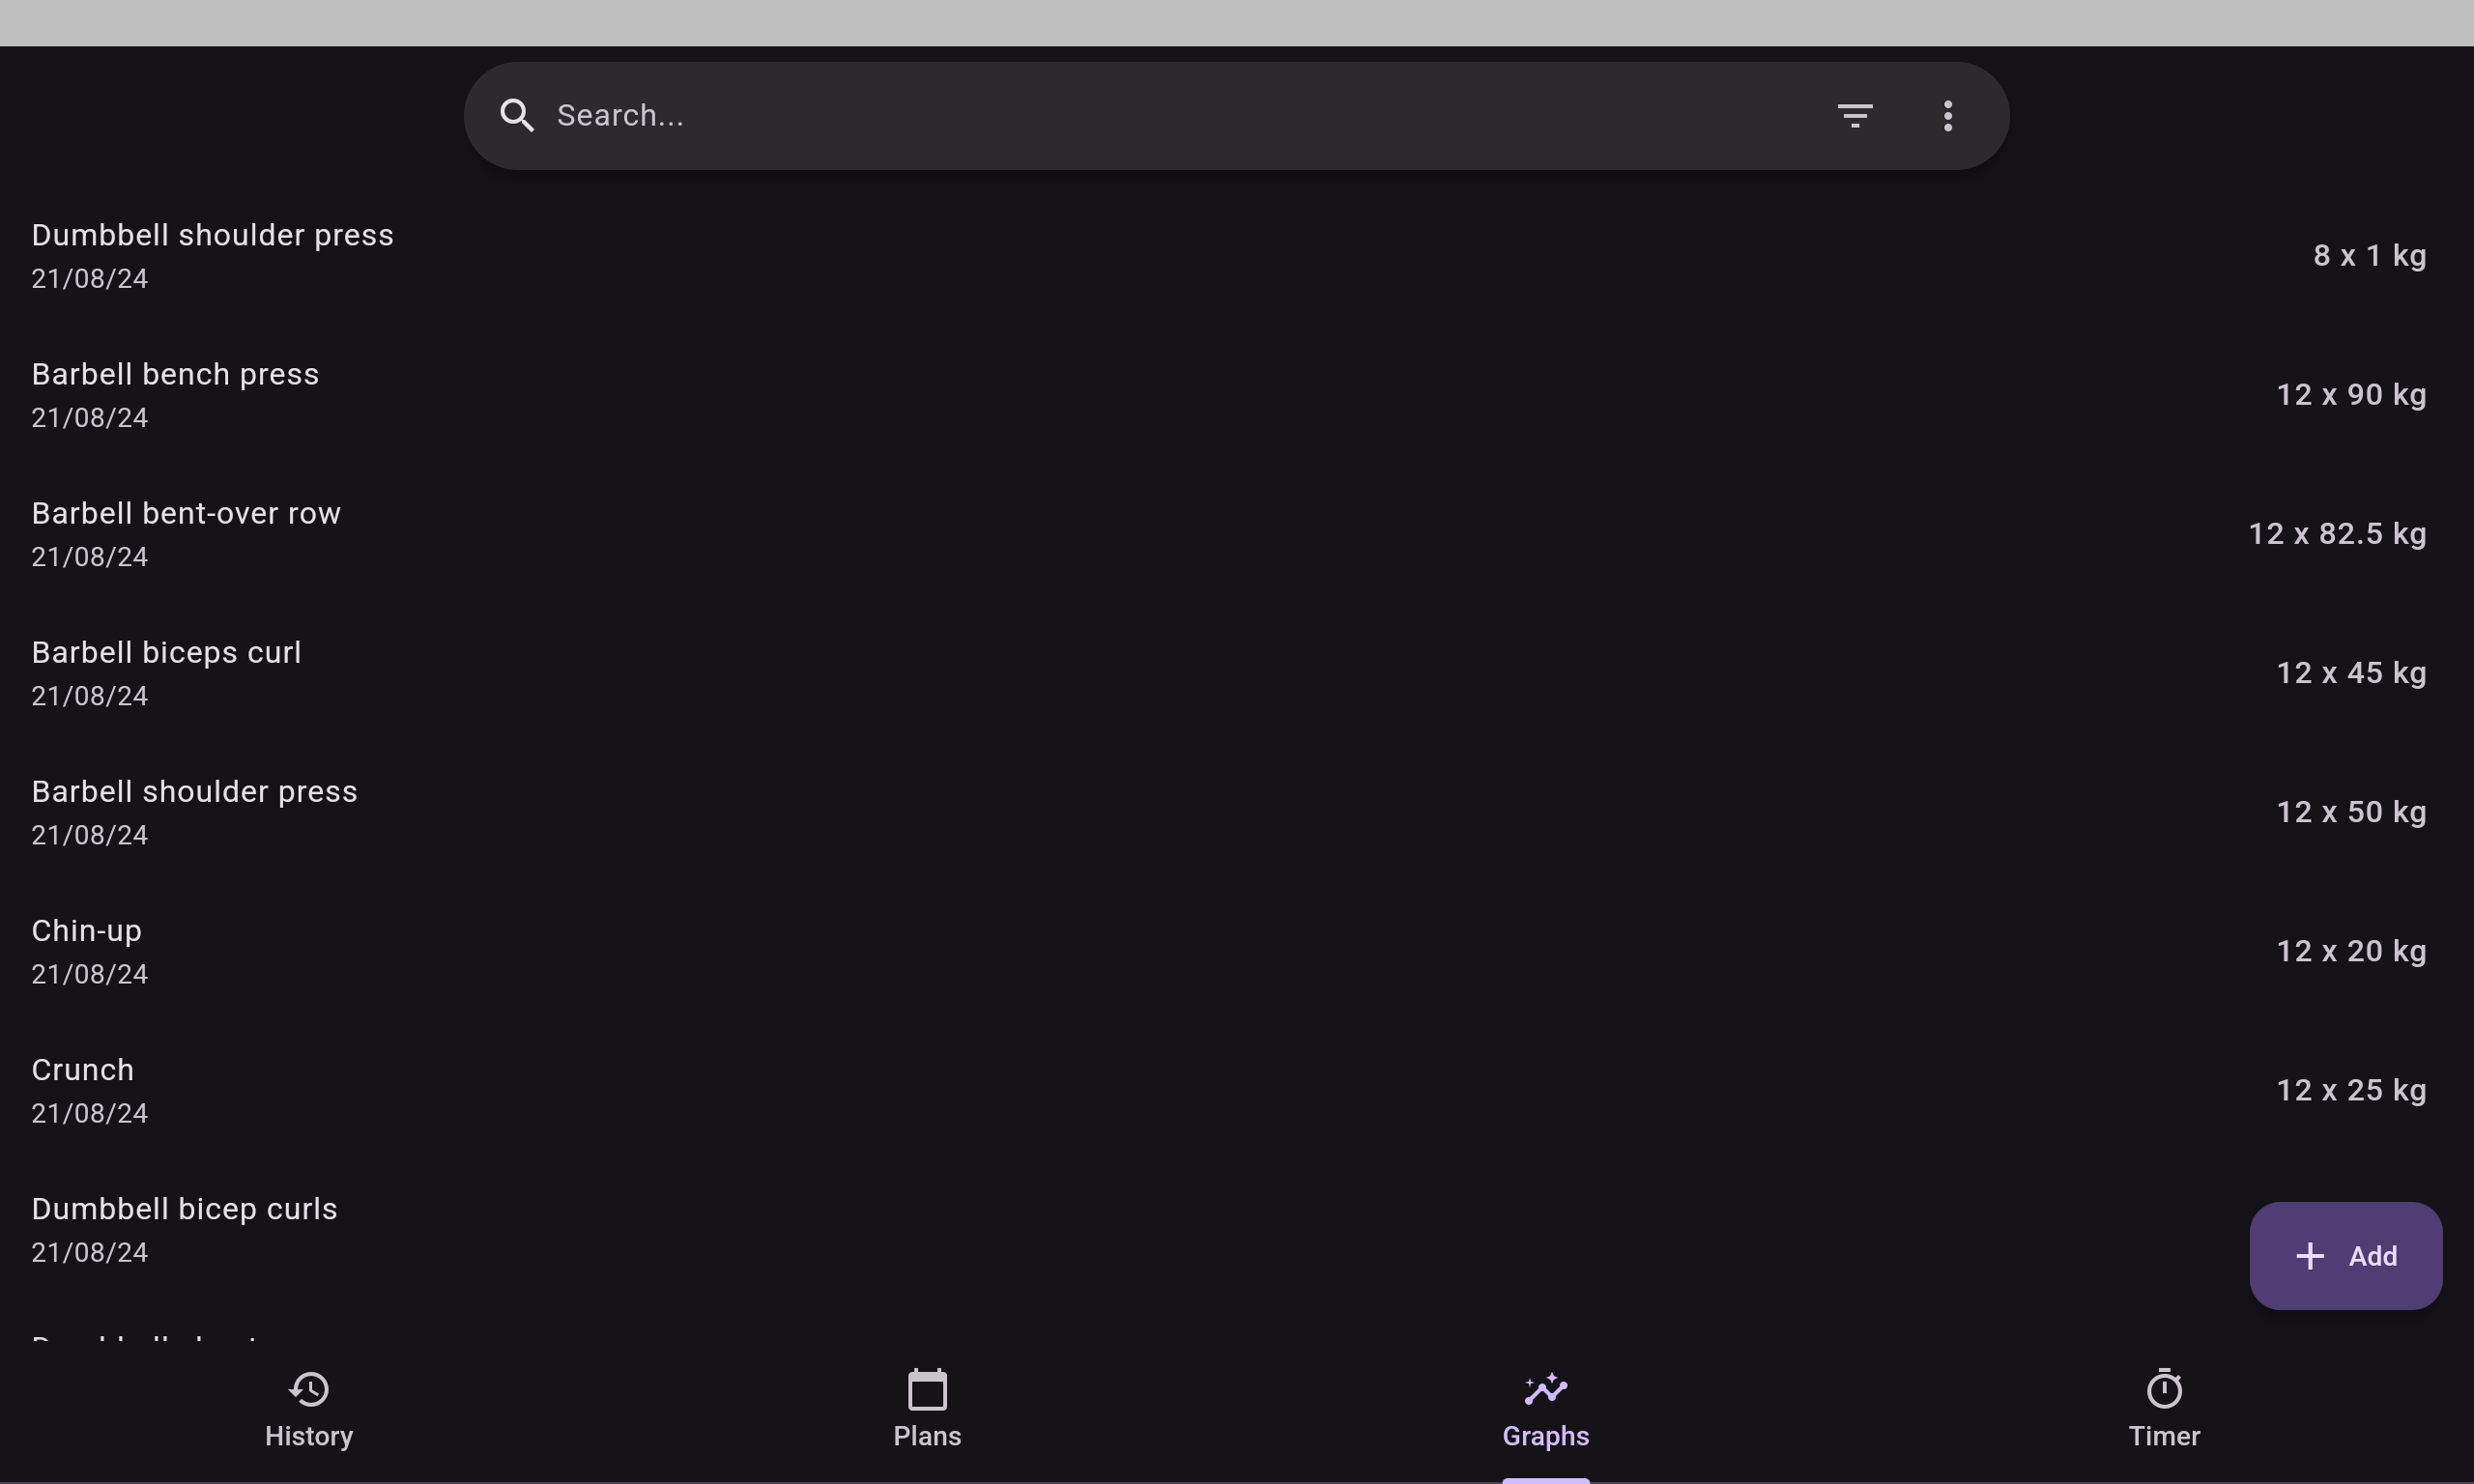 Search...
Dumbbell shoulder press
21/08/24
8 x 1 kg
Barbell bench press
21/08/24
12 x 90 kg
Barbell bent-over row
21/08/24
12 x 82.5 kg
Barbell biceps curl
21/08/24
12 x 45 kg
Barbell shoulder press
21/08/24
12 x 50 kg
Chin-up
21/08/24
12 x 20 kg
Crunch
21/08/24
12 x 25 kg
Dumbbell bicep curls
21/08/24
Add
History
Plans
Graphs
Timer